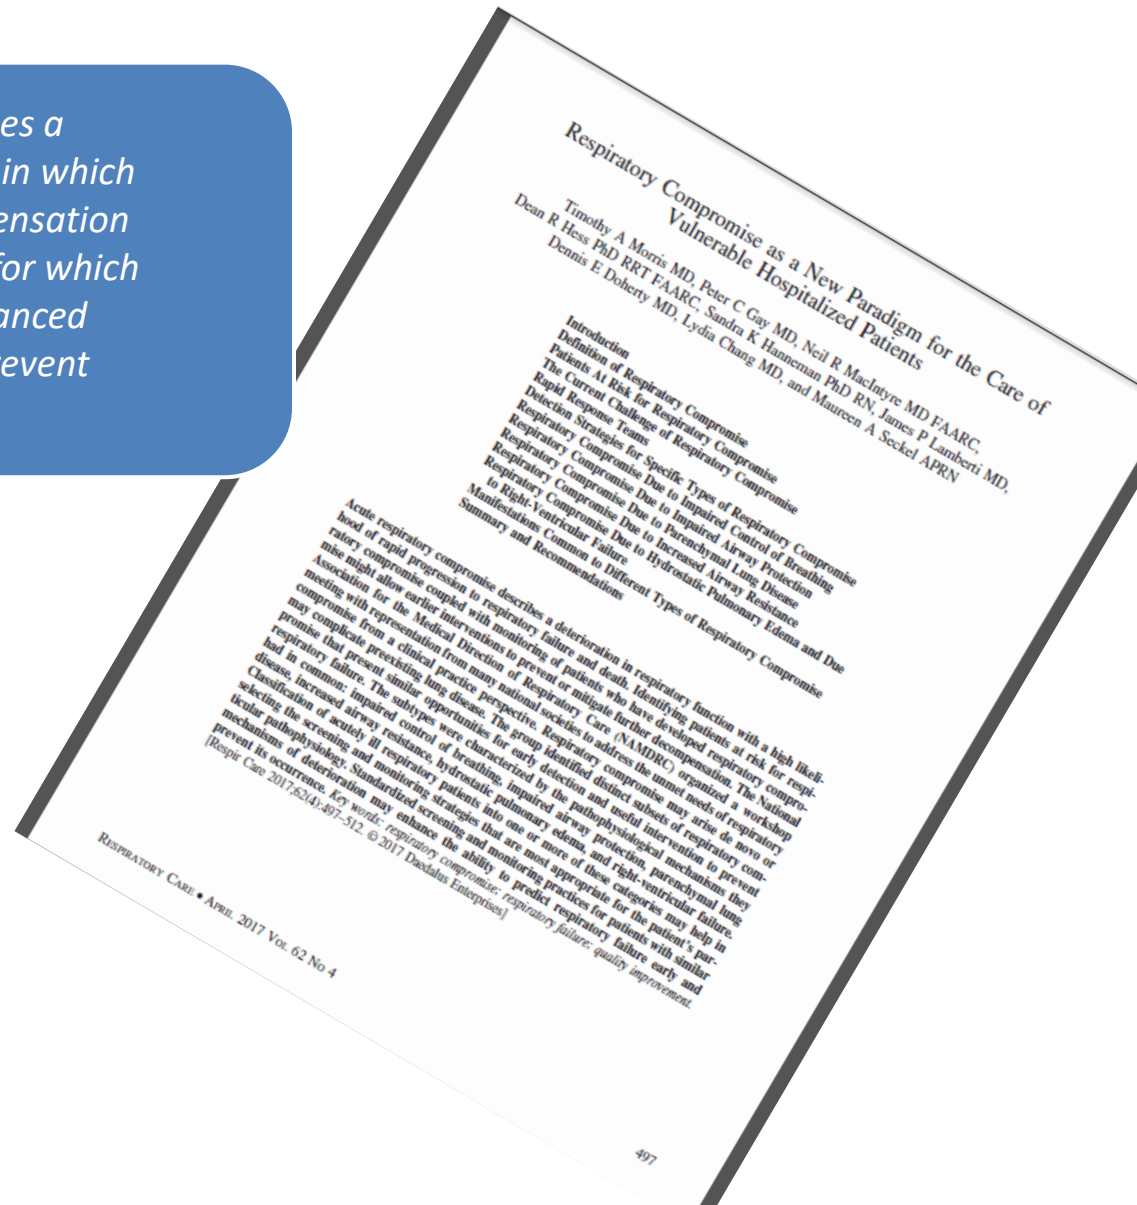 es a
in which
ensation
for which
anced
revent
Respiratory Compromise as a New Paradigm for the Care of
Vulnerable Hospitalized Patients
Timothy A Morris MD, Peter C Gay MD, Neil R MacIntyre MD FAARC,
Dean R Hess PhD RRT FAARC, Sandra K Hanneman PhD RN, James P Lamberti MD,
Dennis E Doherty MD, Lydia Chang MD, and Maureen A Seckel APRN
Introduction
Definition of Respiratory Compromise
Patients At Risk for Respiratory Compromise
The Current Challenge of Respiratory Compromise
Rapid Response Teams
Detection Strategies for Specific Types of Respiratory Compromise
Respiratory Compromise Due to Impaired Control of Breathing
Respiratory Compromise Due to Impaired Airway Protection
Respiratory Compromise Due to Parenchymal Lung Disease
Respiratory Compromise Due to Increased Airway Resistance
Respiratory Compromise Due to Hydrostatic Pulmonary Edema and Due
to Right-Ventricular Failure
Manifestations Common to Different Types of Respiratory Compromise
Summary and Recommendations
Acute respiratory compromise describes a deterioration in respiratory function with a high likeli-
hood of rapid progression to respiratory failure and death. Identifying patients at risk for respi-
ratory compromise coupled with monitoring of patients who have developed respiratory compro-
mise might allow earlier interventions to prevent or mitigate further decompensation. The National
Association for the Medical Direction of Respiratory Care (NAMDRC) organized a workshop
meeting with representation from many national societies to address the unmet needs of respiratory
compromise from a clinical practice perspective. Respiratory compromise may arise de novo or
may complicate preexisting lung disease. The group identified distinct subsets of respiratory com-
promise that present similar opportunities for early detection and useful intervention to prevent
respiratory failure. The subtypes were characterized by the pathophysiological mechanisms they
had in common: impaired control of breathing, impaired airway protection, parenchymal lung
disease, increased airway resistance, hydrostatic pulmonary edema, and right-ventricular failure.
Classification of acutely ill respiratory patients into one or more of these categories may help in
selecting the screening and monitoring strategies that are most appropriate for the patient's par-
ticular pathophysiology. Standardized screening and monitoring practices for patients with similar
mechanisms of deterioration may enhance the ability to predict respiratory failure early and
prevent its occurrence. Key words: respiratory compromise; respiratory failure; quality improvement.
[Respir Care 2017;62(4):497–512. © 2017 Daedalus Enterprises]
RESPIRATORY CARE • APRIL 2017 VOL 62 NO 4
497